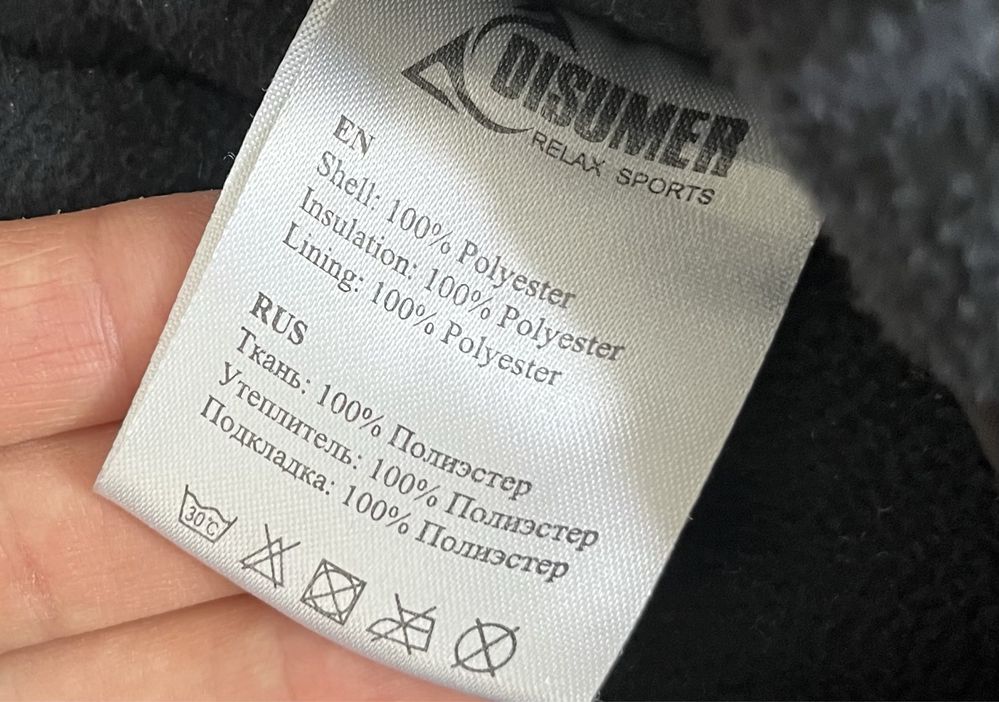 DISUMER
RELAX SPORTS
EN
Shell: 100% Polyester
Insulation: 100% Polyester
Lining: 100% Polyester
RUS
Ткань: 100% Полиэстер
Утеплитель: 100% Полиэстер
Подкладка: 100% Полиэстер
30°C